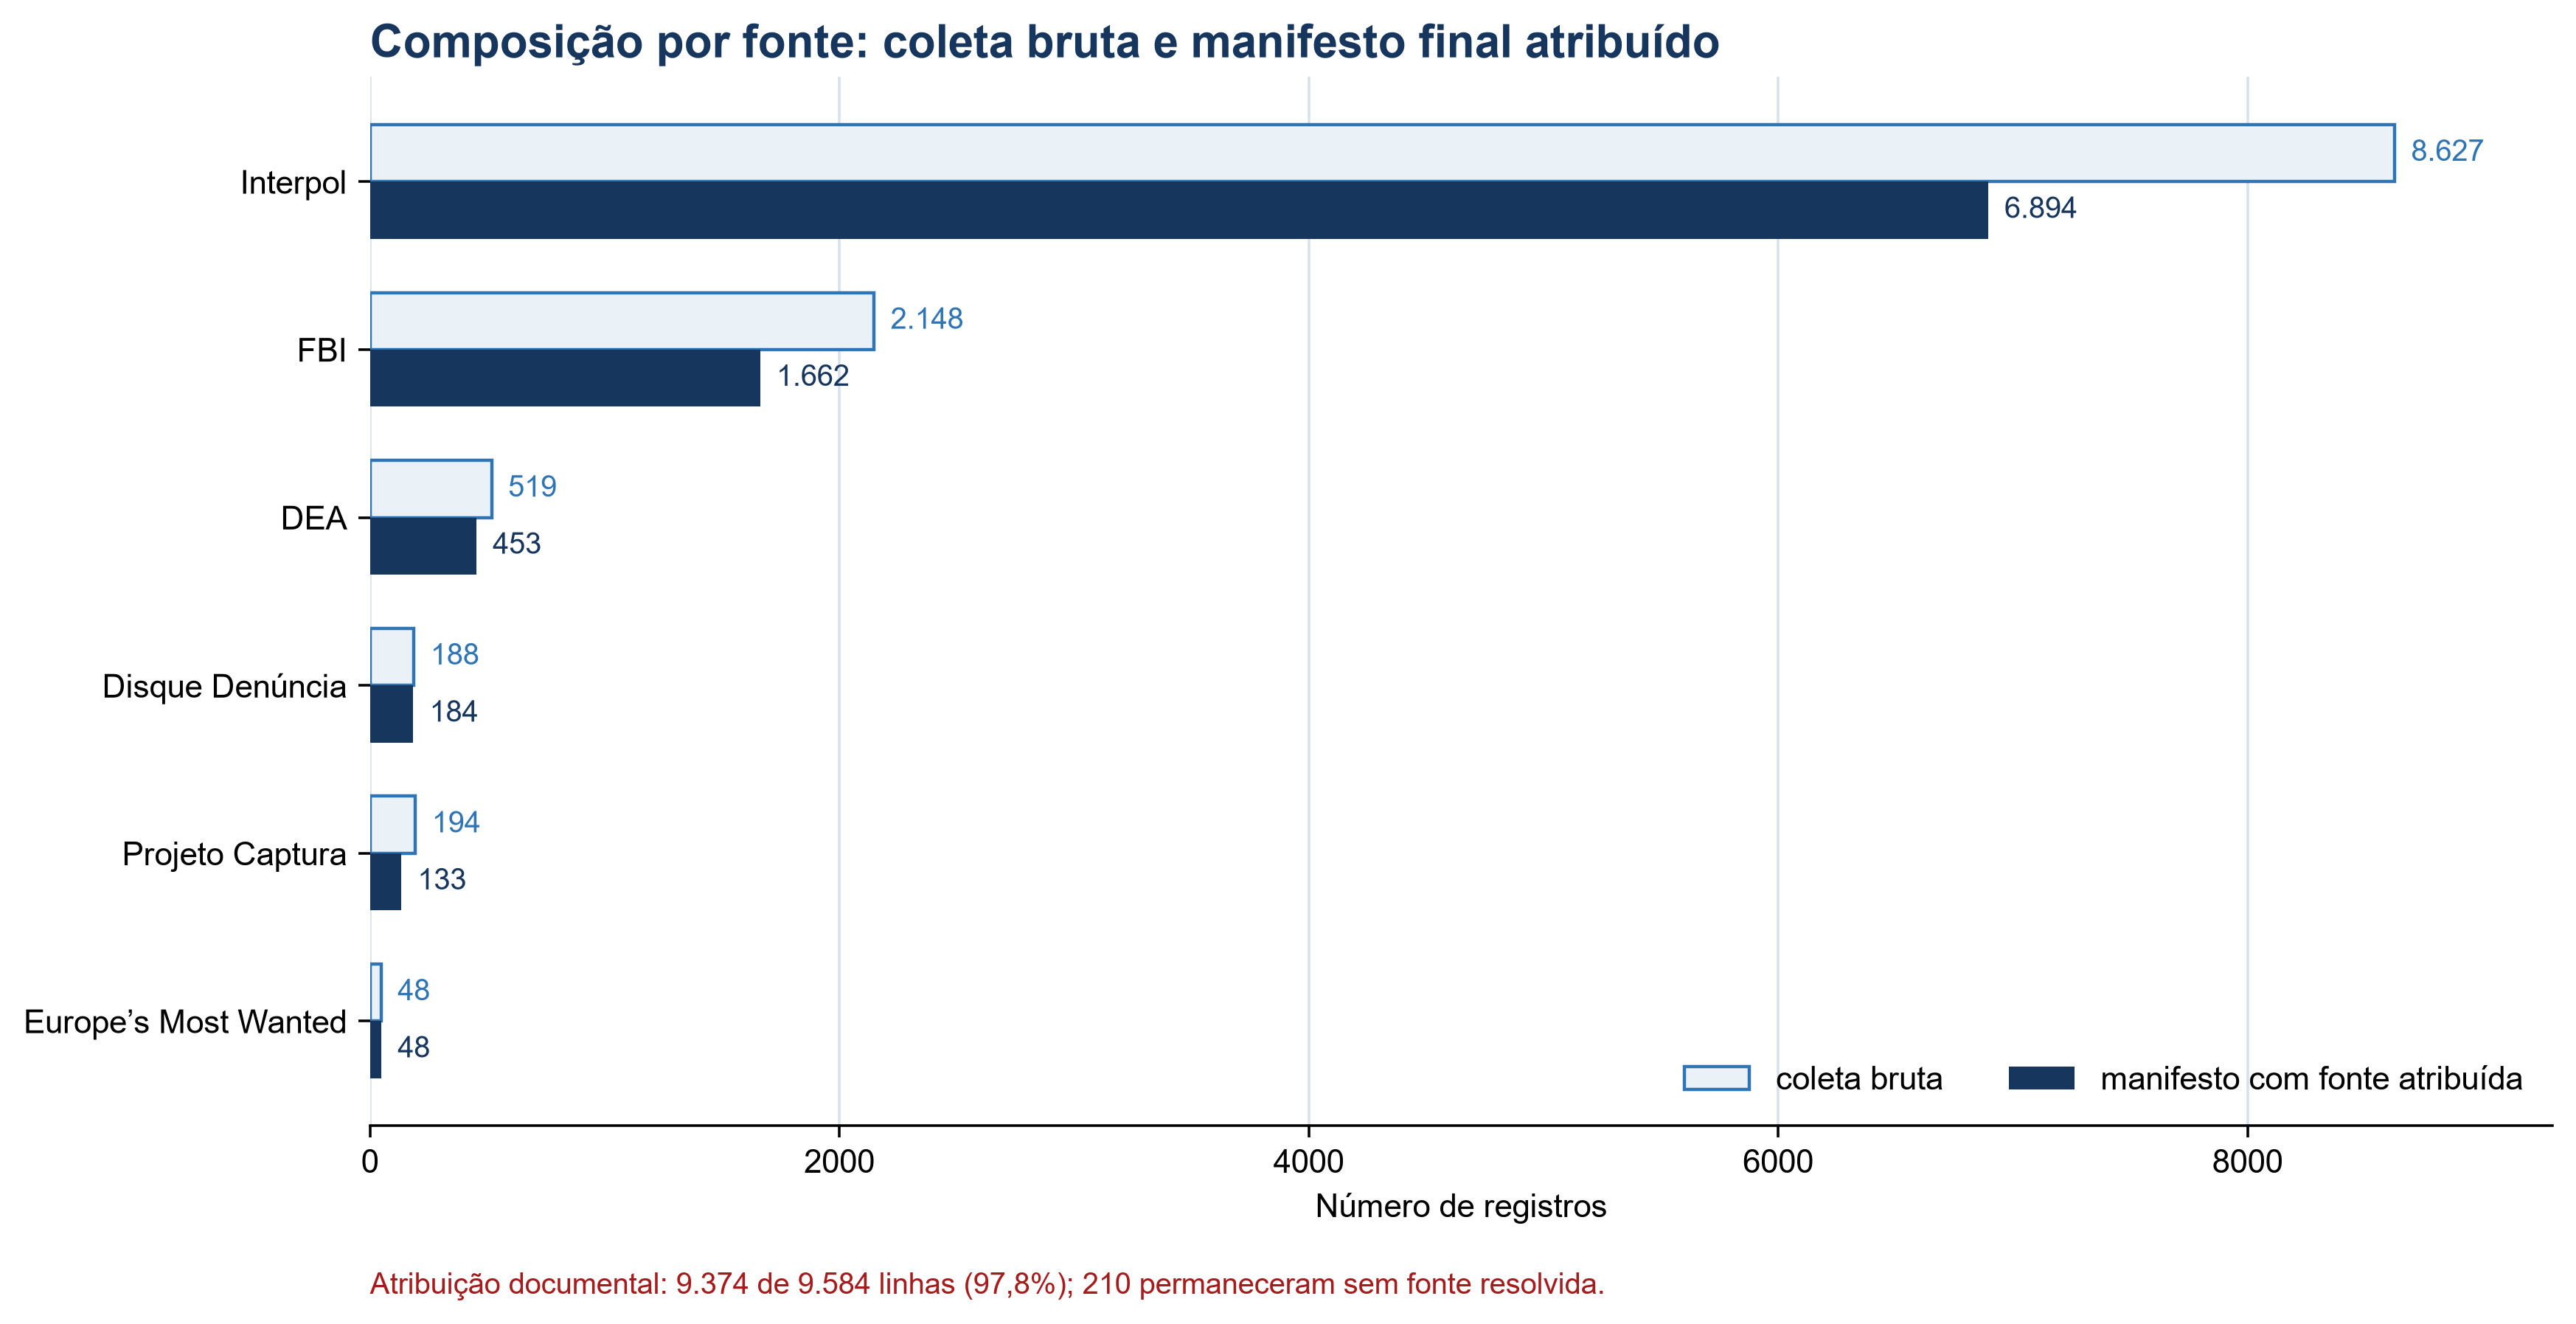 Composição por fonte: coleta bruta e manifesto final atribuído
Interpol
8.627
6.894
FBI
2.148
1.662
DEA
519
453
Disque Denúncia
188
184
Projeto Captura
194
133
Europe’s Most Wanted
48
48
coleta bruta
manifesto com fonte atribuída
0 2000 4000 6000 8000
Número de registros
Atribuição documental: 9.374 de 9.584 linhas (97,8%); 210 permaneceram sem fonte resolvida.